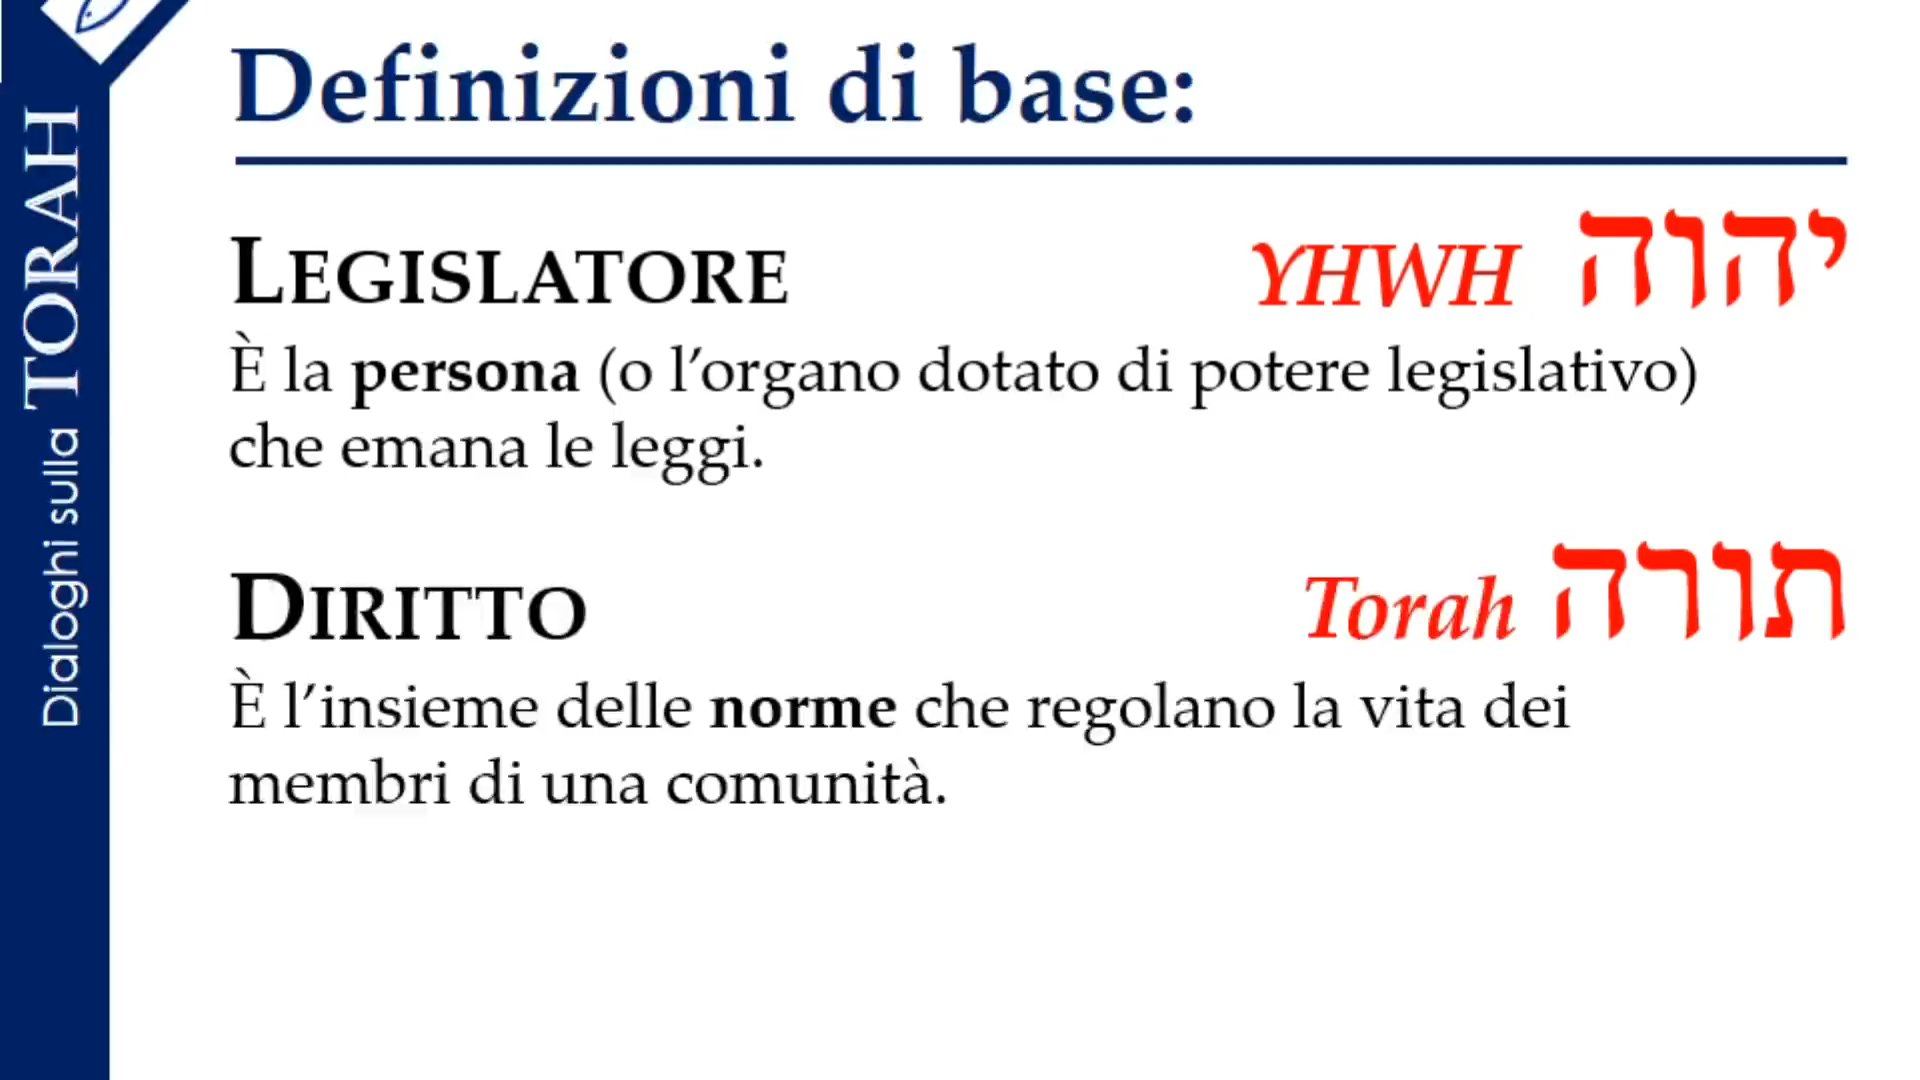 Dialoghi sulla TORAH
Definizioni di base:
LEGISLATORE YHWH יהוה
È la persona (o l’organo dotato di potere legislativo)
che emana le leggi.
DIRITTO Torah תורה
È l’insieme delle norme che regolano la vita dei
membri di una comunità.